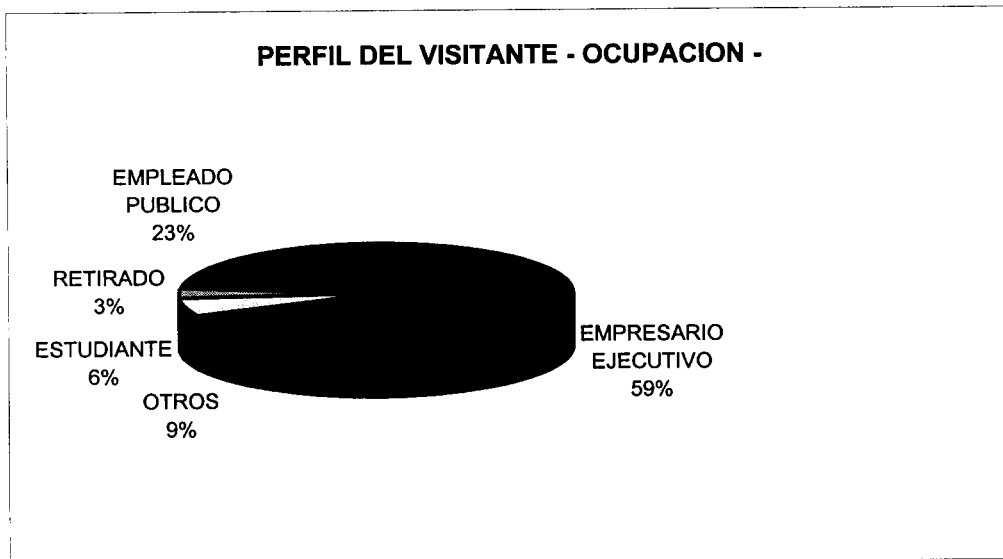 PERFIL DEL VISITANTE - OCUPACION -
EMPLEADO
PUBLICO
23%
RETIRADO
3%
ESTUDIANTE
6%
OTROS
9%
EMPRESARIO
EJECUTIVO
59%